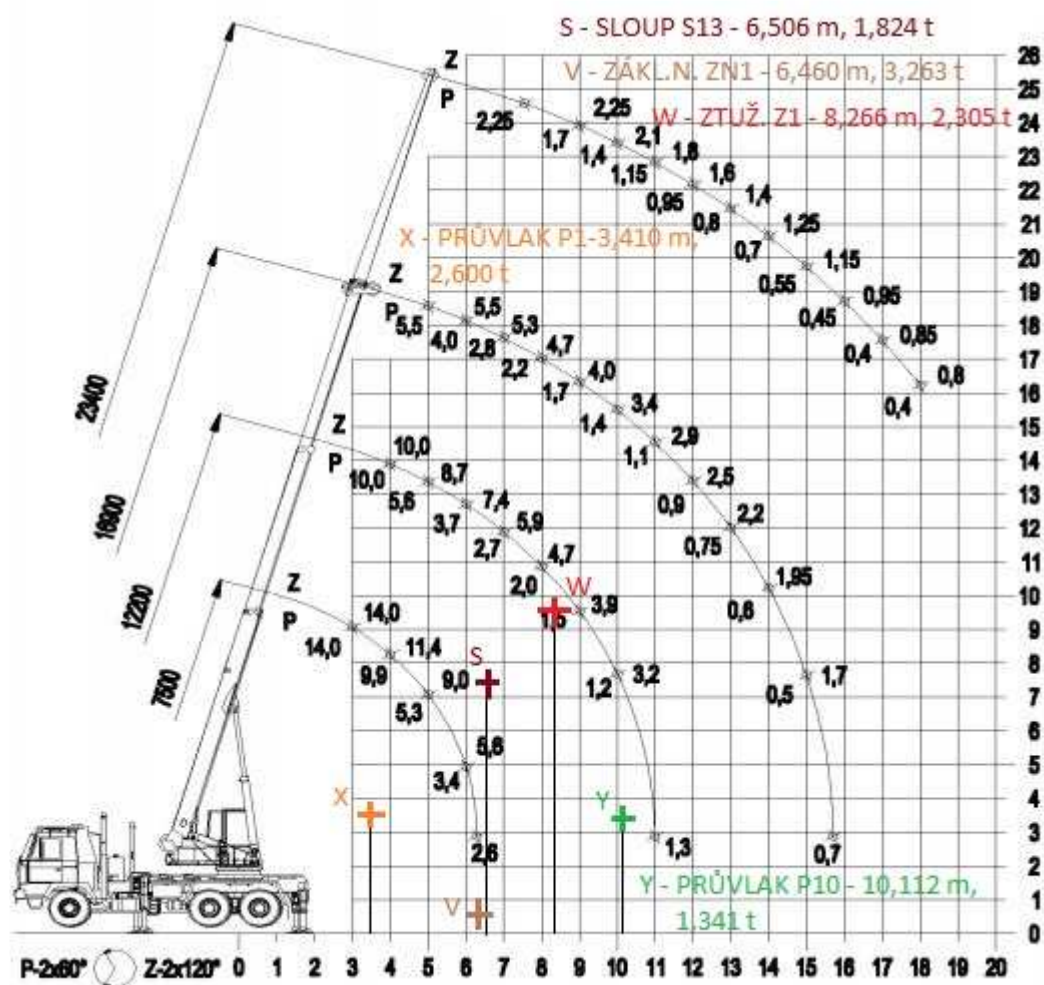 S - SLOUP S13 - 6,506 m, 1,824 t
V - ZÁKL.N. ZN1 - 6,460 m, 3,263 t
W - ZTUŽ. Z1 - 8,266 m, 2,305 t
X - PRŮVLAK P1-3,410 m,
2,600 t
Y - PRŮVLAK P10 - 10,112 m,
1.341 t
23400
16900
12200
7500
Z
P
2,25 1,7 1,4 1,15 0,95 0,8 0,7 0,55 0,45 0,4 0,4
2,25 2,1 1,8 1,6 1,4 1,25 1,15 0,95 0,85 0,8
Z
P
5,5 4,0 2,8 2,2 1,7 1,4 1,1 0,9 0,75 0,6 0,5 0,7
5,5 5,3 4,7 4,0 3,4 2,9 2,5 2,2 1,95 1,7
Z
P
10,0 5,6 3,7 2,7 2,0 1,5 1,2 1,3
10,0 8,7 7,4 5,9 4,7 3,9 3,2
Z
P
14,0 9,9 5,3 3,4 2,6
14,0 11,4 9,0 5,6
S
W
X
Y
V
26
25
24
23
22
21
20
19
18
17
16
15
14
13
12
11
10
9
8
7
6
5
4
3
2
1
0
P-2x60° Z-2x120° 0 1 2 3 4 5 6 7 8 9 10 11 12 13 14 15 16 17 18 19 20